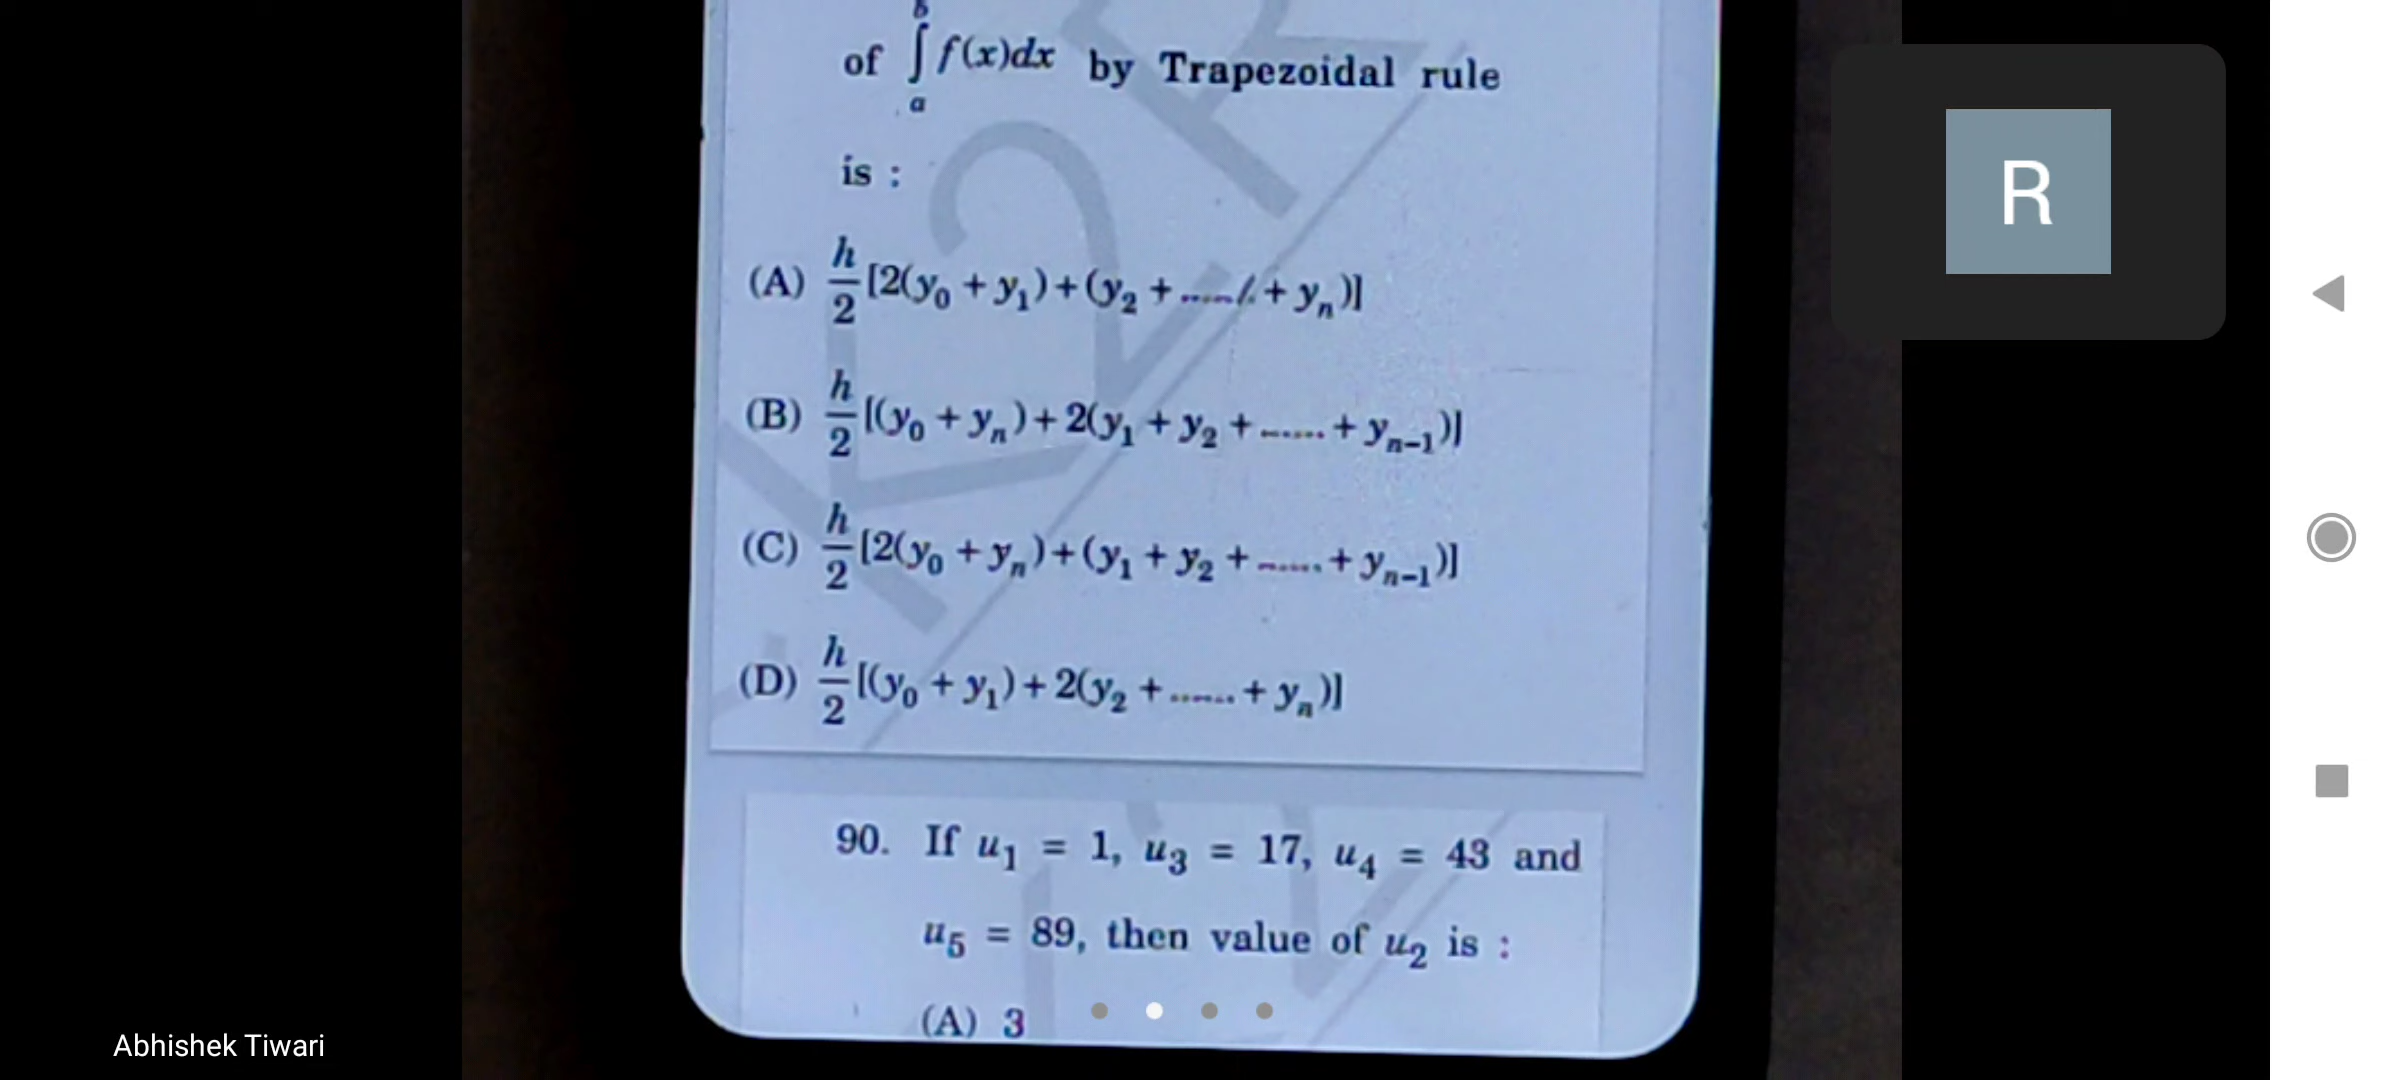 of ∫ₐᵇ f(x)dx by Trapezoidal rule
is :
(A) h/2 [2(y₀ + y₁) + (y₂ + ...... + yₙ)]
(B) h/2 [(y₀ + yₙ) + 2(y₁ + y₂ + ...... + yₙ₋₁)]
(C) h/2 [2(y₀ + yₙ) + (y₁ + y₂ + ...... + yₙ₋₁)]
(D) h/2 [(y₀ + y₁) + 2(y₂ + ...... + yₙ)]
90. If u₁ = 1, u₃ = 17, u₄ = 43 and
u₅ = 89, then value of u₂ is :
(A) 3
R
Abhishek Tiwari